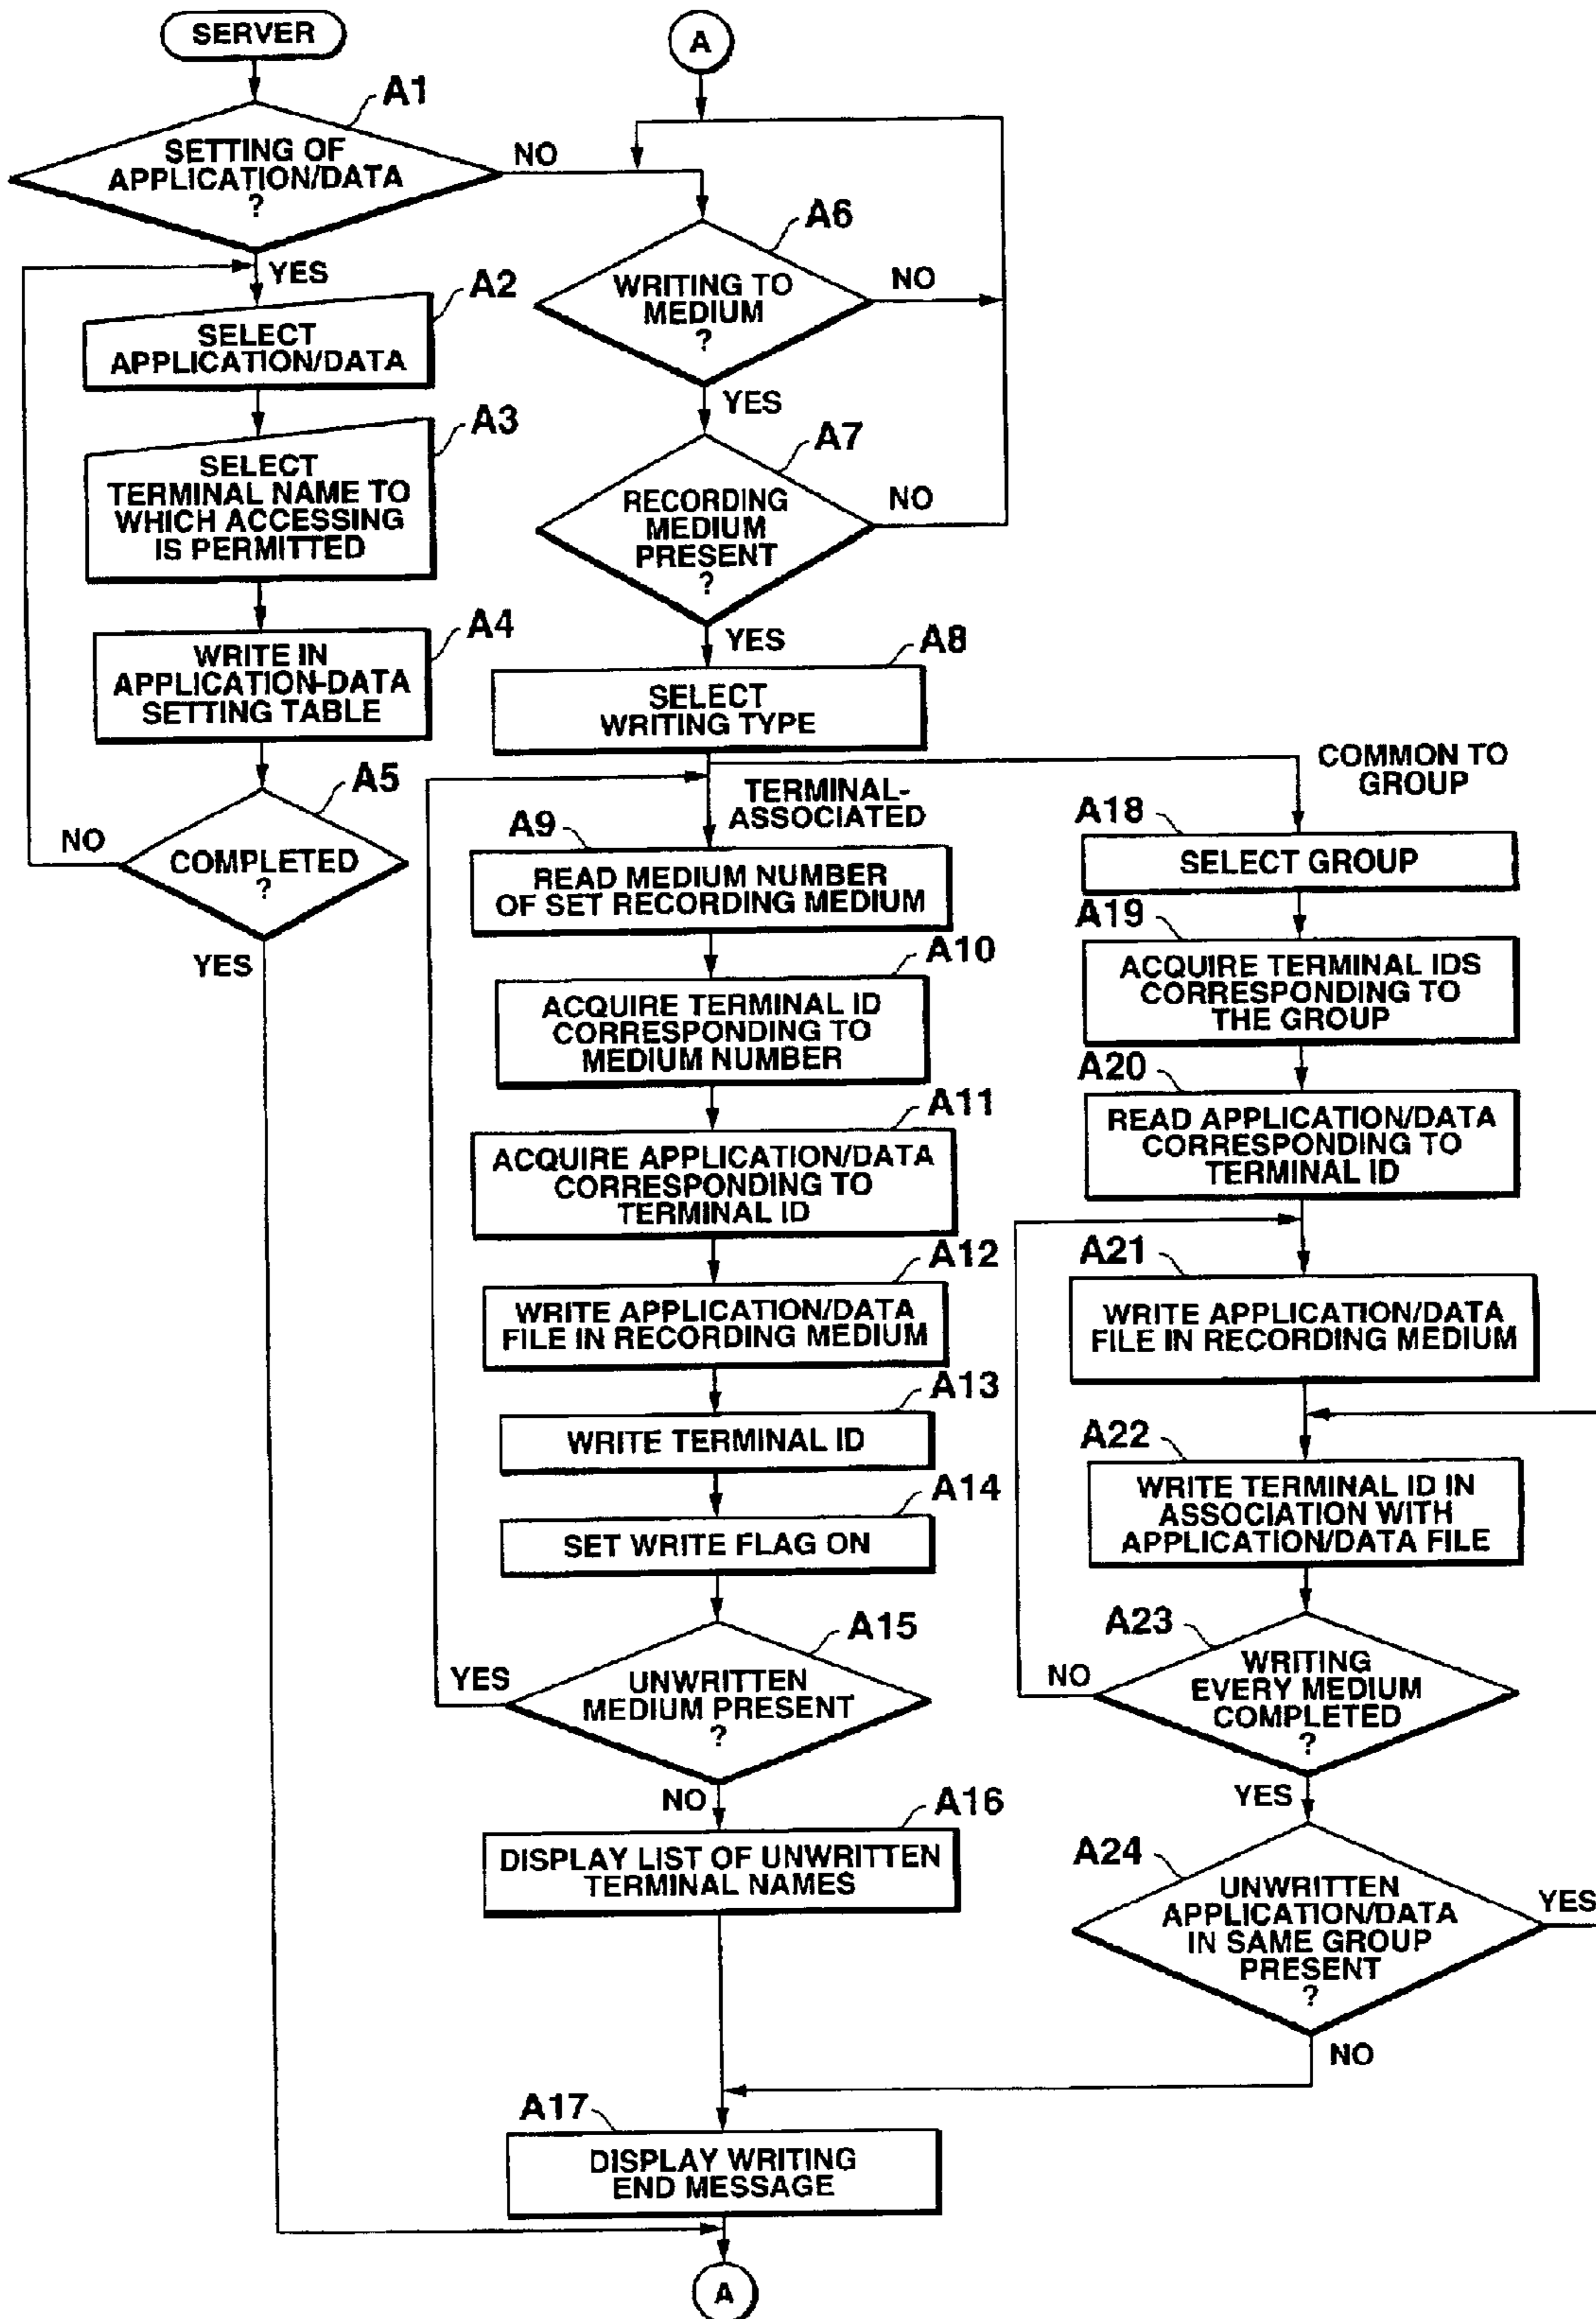 SERVER
A1
SETTING OF
APPLICATION/DATA
?
NO
YES
A2
SELECT
APPLICATION/DATA
A3
SELECT
TERMINAL NAME TO
WHICH ACCESSING
IS PERMITTED
A4
WRITE IN
APPLICATION-DATA
SETTING TABLE
A5
COMPLETED
?
NO
YES
A
A6
WRITING TO
MEDIUM
?
NO
YES
A7
RECORDING
MEDIUM
PRESENT
?
NO
YES
A8
SELECT
WRITING TYPE
TERMINAL-
ASSOCIATED
COMMON TO
GROUP
A9
READ MEDIUM NUMBER
OF SET RECORDING MEDIUM
A10
ACQUIRE TERMINAL ID
CORRESPONDING TO
MEDIUM NUMBER
A11
ACQUIRE APPLICATION/DATA
CORRESPONDING TO
TERMINAL ID
A12
WRITE APPLICATION/DATA
FILE IN RECORDING MEDIUM
A13
WRITE TERMINAL ID
A14
SET WRITE FLAG ON
A15
UNWRITTEN
MEDIUM PRESENT
?
YES
NO
A16
DISPLAY LIST OF UNWRITTEN
TERMINAL NAMES
A18
SELECT GROUP
A19
ACQUIRE TERMINAL IDS
CORRESPONDING TO
THE GROUP
A20
READ APPLICATION/DATA
CORRESPONDING TO
TERMINAL ID
A21
WRITE APPLICATION/DATA
FILE IN RECORDING MEDIUM
A22
WRITE TERMINAL ID IN
ASSOCIATION WITH
APPLICATION/DATA FILE
A23
WRITING
EVERY MEDIUM
COMPLETED
?
NO
YES
A24
UNWRITTEN
APPLICATION/DATA
IN SAME GROUP
PRESENT
?
YES
NO
A17
DISPLAY WRITING
END MESSAGE
A